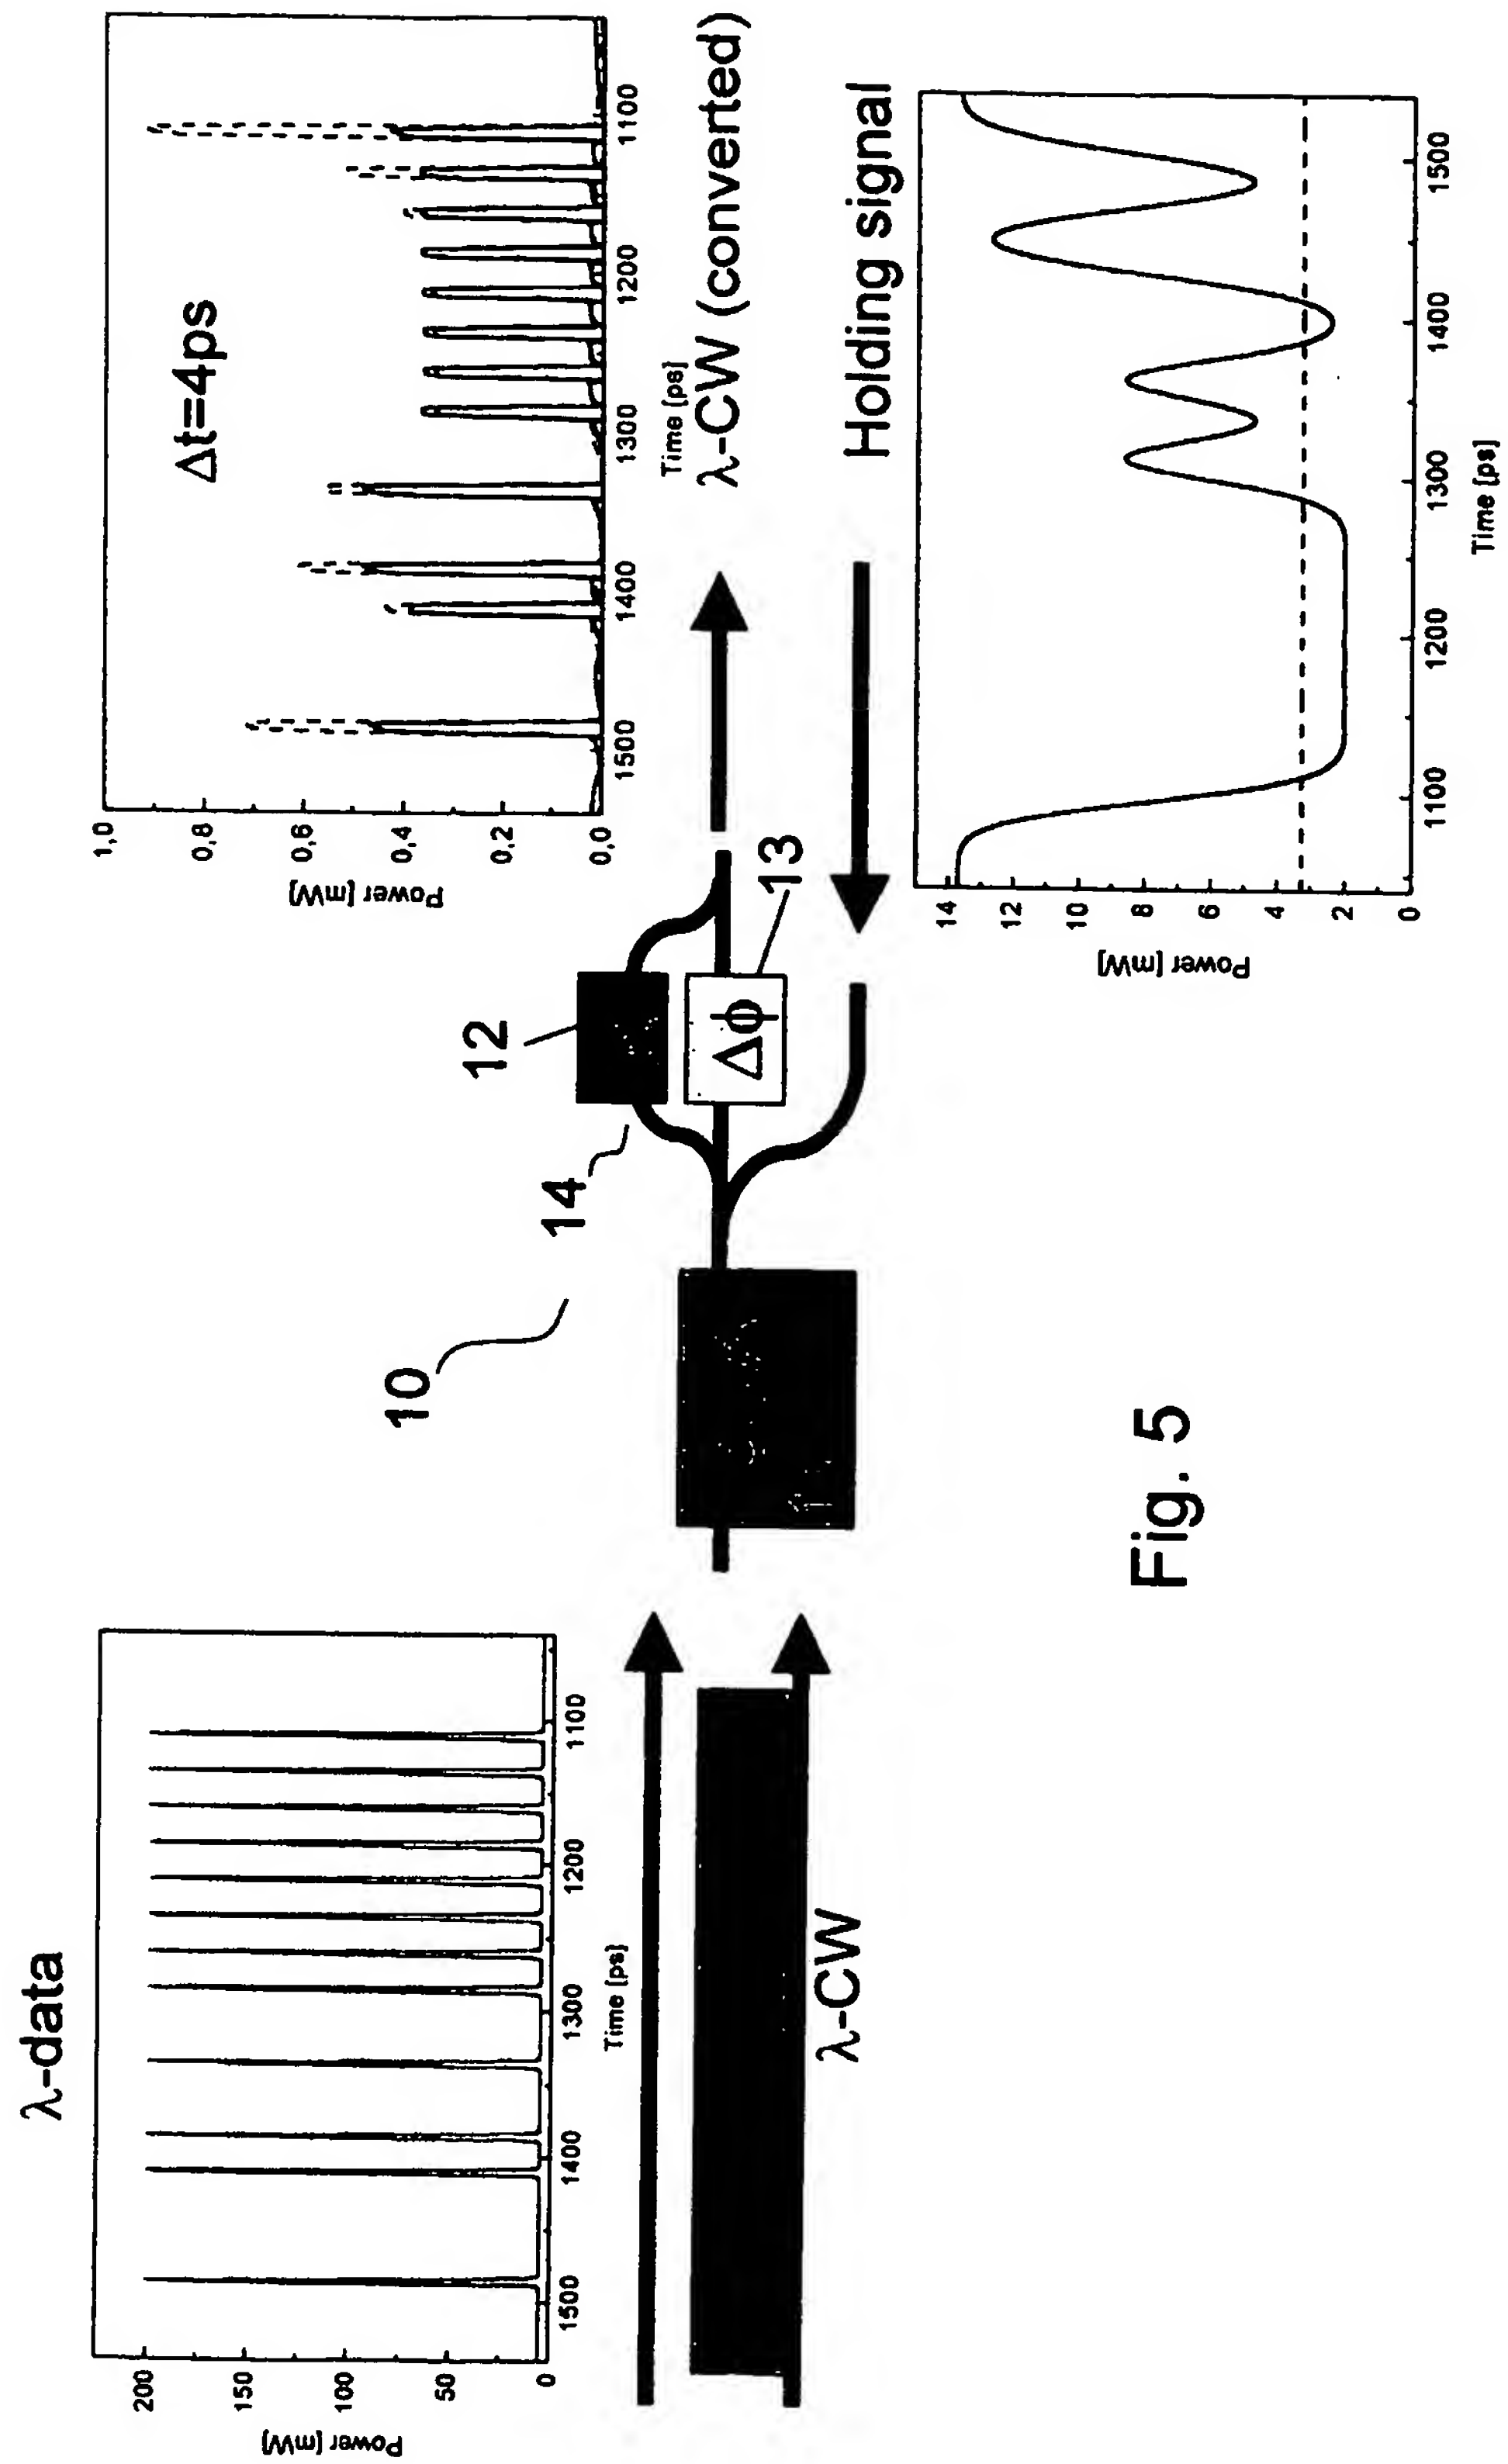 λ-data
Power [mW]
200
150
100
50
0
1500
1400
1300
1200
1100
Time [ps]
λ-CW
10
14
12
Δϕ
13
Δt=4ps
Power [mW]
1,0
0,8
0,6
0,4
0,2
0,0
1500
1400
1300
1200
1100
Time [ps]
λ-CW (converted)
Holding signal
Power [mW]
14
12
10
8
6
4
2
0
1100
1200
1300
1400
1500
Time [ps]
Fig. 5